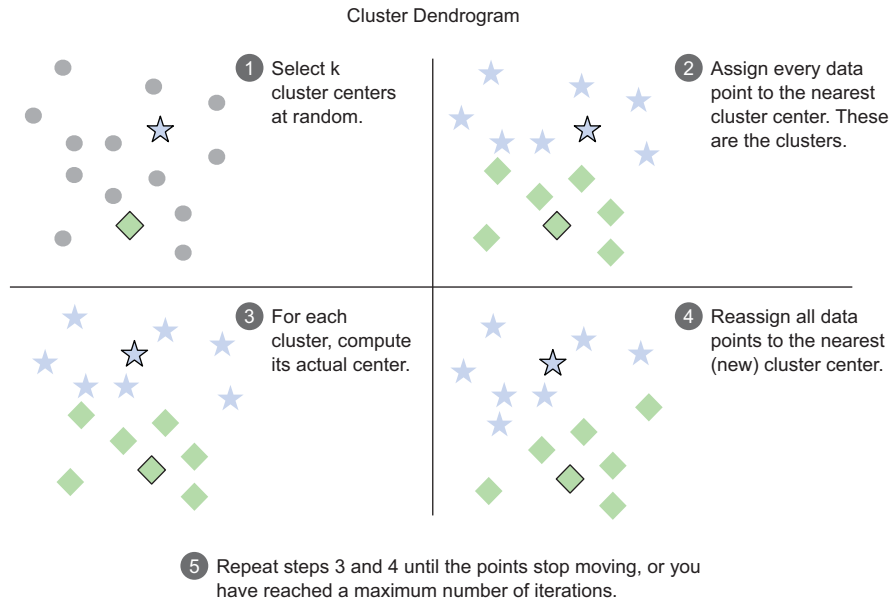 Cluster Dendrogram
1 Select k
cluster centers
at random.
2 Assign every data
point to the nearest
cluster center. These
are the clusters.
3 For each
cluster, compute
its actual center.
4 Reassign all data
points to the nearest
(new) cluster center.
5 Repeat steps 3 and 4 until the points stop moving, or you
have reached a maximum number of iterations.